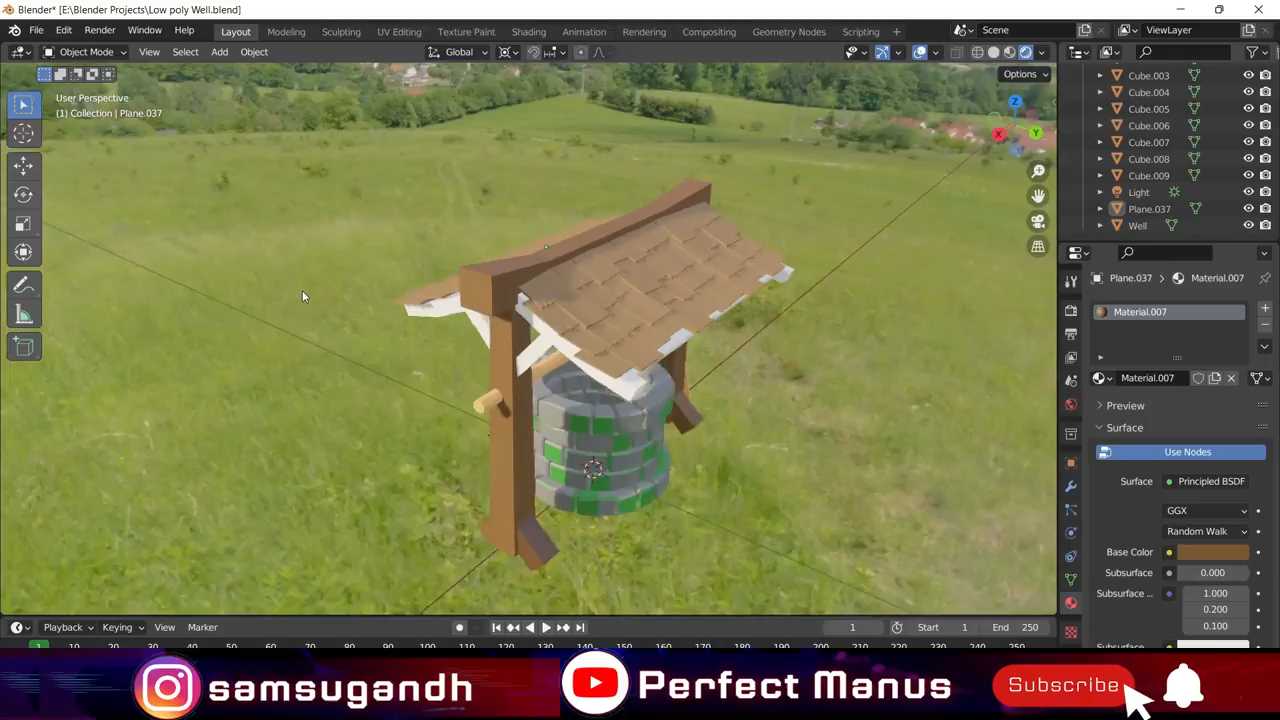 Blender* [E:\Blender Projects\Low poly Well.blend]
File Edit Render Window Help
Layout Modeling Sculpting UV Editing Texture Paint Shading Animation Rendering Compositing Geometry Nodes Scripting
Scene ViewLayer
Object Mode View Select Add Object Global
Options
User Perspective
(1) Collection | Plane.037
Z
X
Y
Cube.003
Cube.004
Cube.005
Cube.006
Cube.007
Cube.008
Cube.009
Light
Plane.037
Well
Plane.037 > Material.007
Material.007
Material.007
Preview
Surface
Use Nodes
Surface Principled BSDF
GGX
Random Walk
Base Color
Subsurface 0.000
Subsurface .. 1.000
0.200
0.100
Playback Keying View Marker
1 Start 1 End 250
samsugandh
Perfect Manus
Subscribe